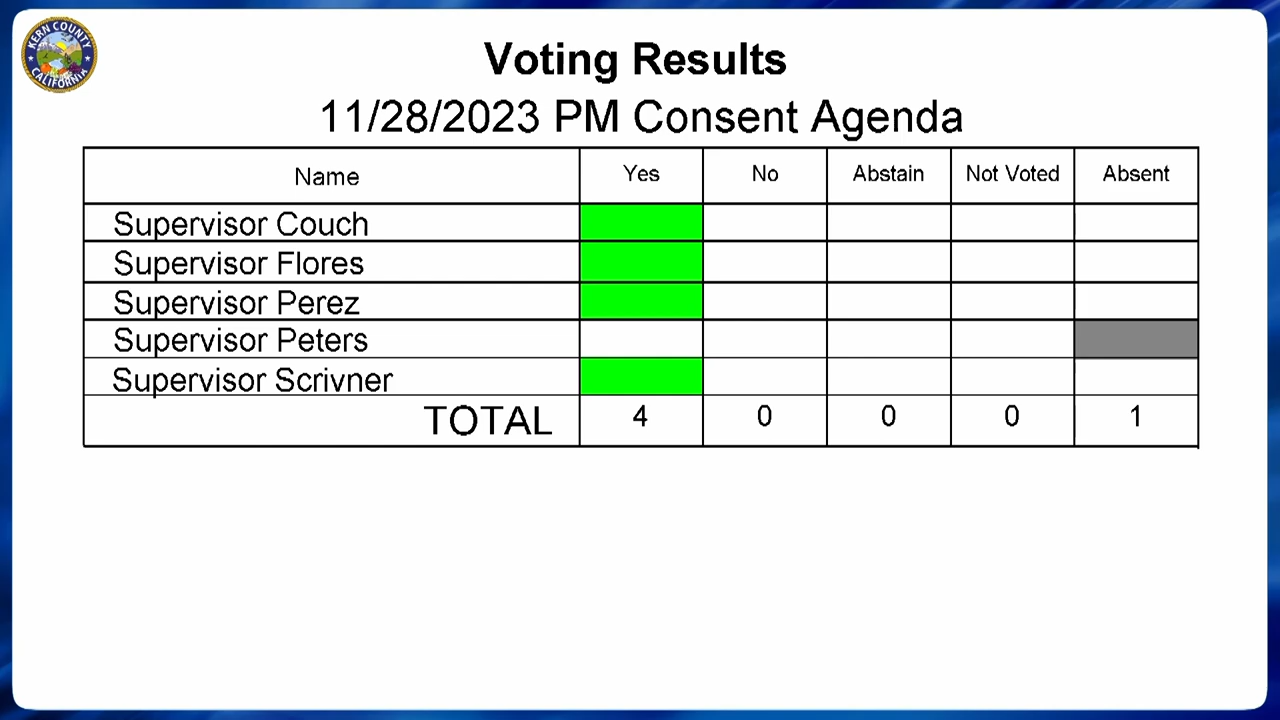 KERN COUNTY
CALIFORNIA
Voting Results
11/28/2023 PM Consent Agenda
Name Yes No Abstain Not Voted Absent
Supervisor Couch
Supervisor Flores
Supervisor Perez
Supervisor Peters
Supervisor Scrivner
TOTAL 4 0 0 0 1